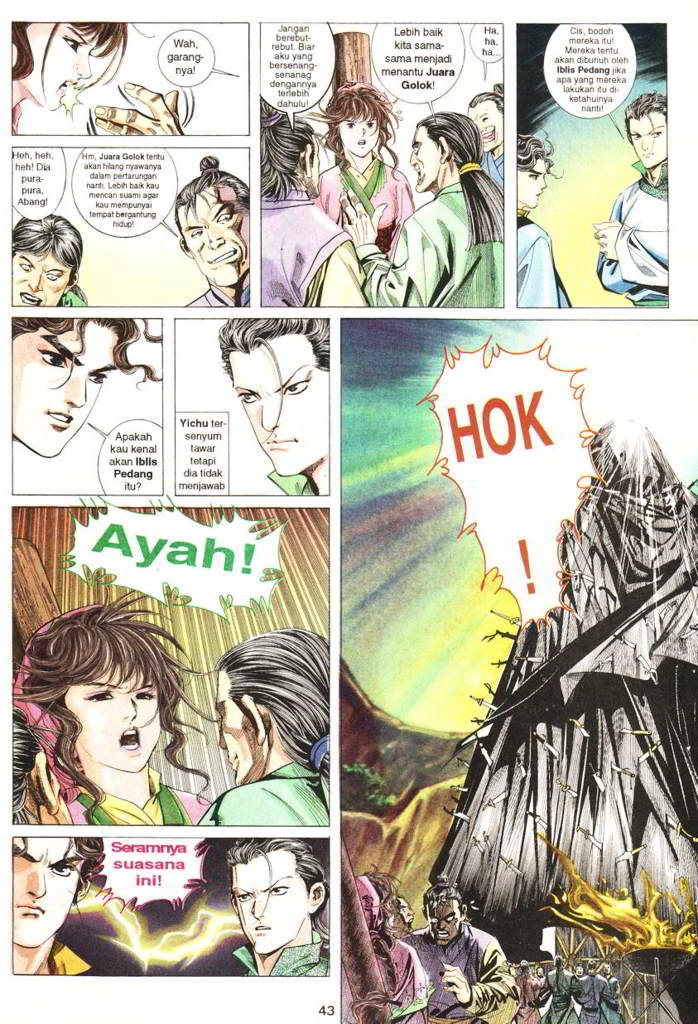 Wah,
garang-
nya!
Heh, heh,
heh! Dia
pura-
pura,
Abang!
Hm, Juara Golok tentu
akan hilang nyawanya
dalam pertarungan
nanti. Lebih baik kau
mencari suami agar
kau mempunyai
tempat bergantung
hidup!
Jangan
berebut-
rebut. Biar
aku yang
bersenang-
senanag
dengannya
terlebih
dahulu!
Lebih baik
kita sama-
sama menjadi
menantu Juara
Golok!
Ha,
ha,
ha...
Cis, bodoh
mereka itu!
Mereka tentu
akan dibunuh oleh
Iblis Pedang jika
apa yang mereka
lakukan itu di-
ketahuinya
nanti!
Apakah
kau kenal
akan Iblis
Pedang
itu?
Yichu ter-
senyum
tawar
tetapi
dia tidak
menjawab
Ayah!
Seramnya
suasana
ini!
HOK
!
43